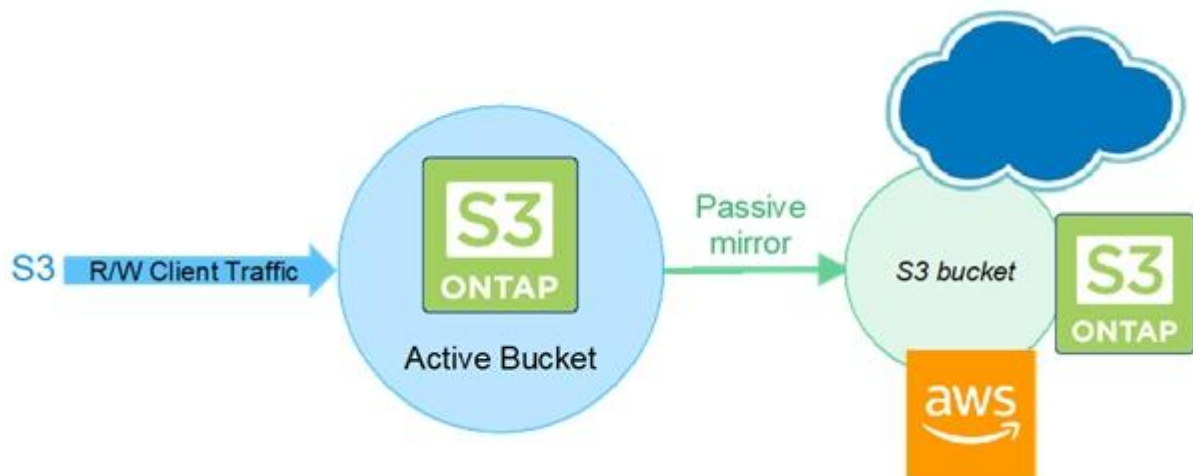 S3
R/W Client Traffic
S3
ONTAP
Active Bucket
Passive
mirror
S3 bucket
S3
ONTAP
aws